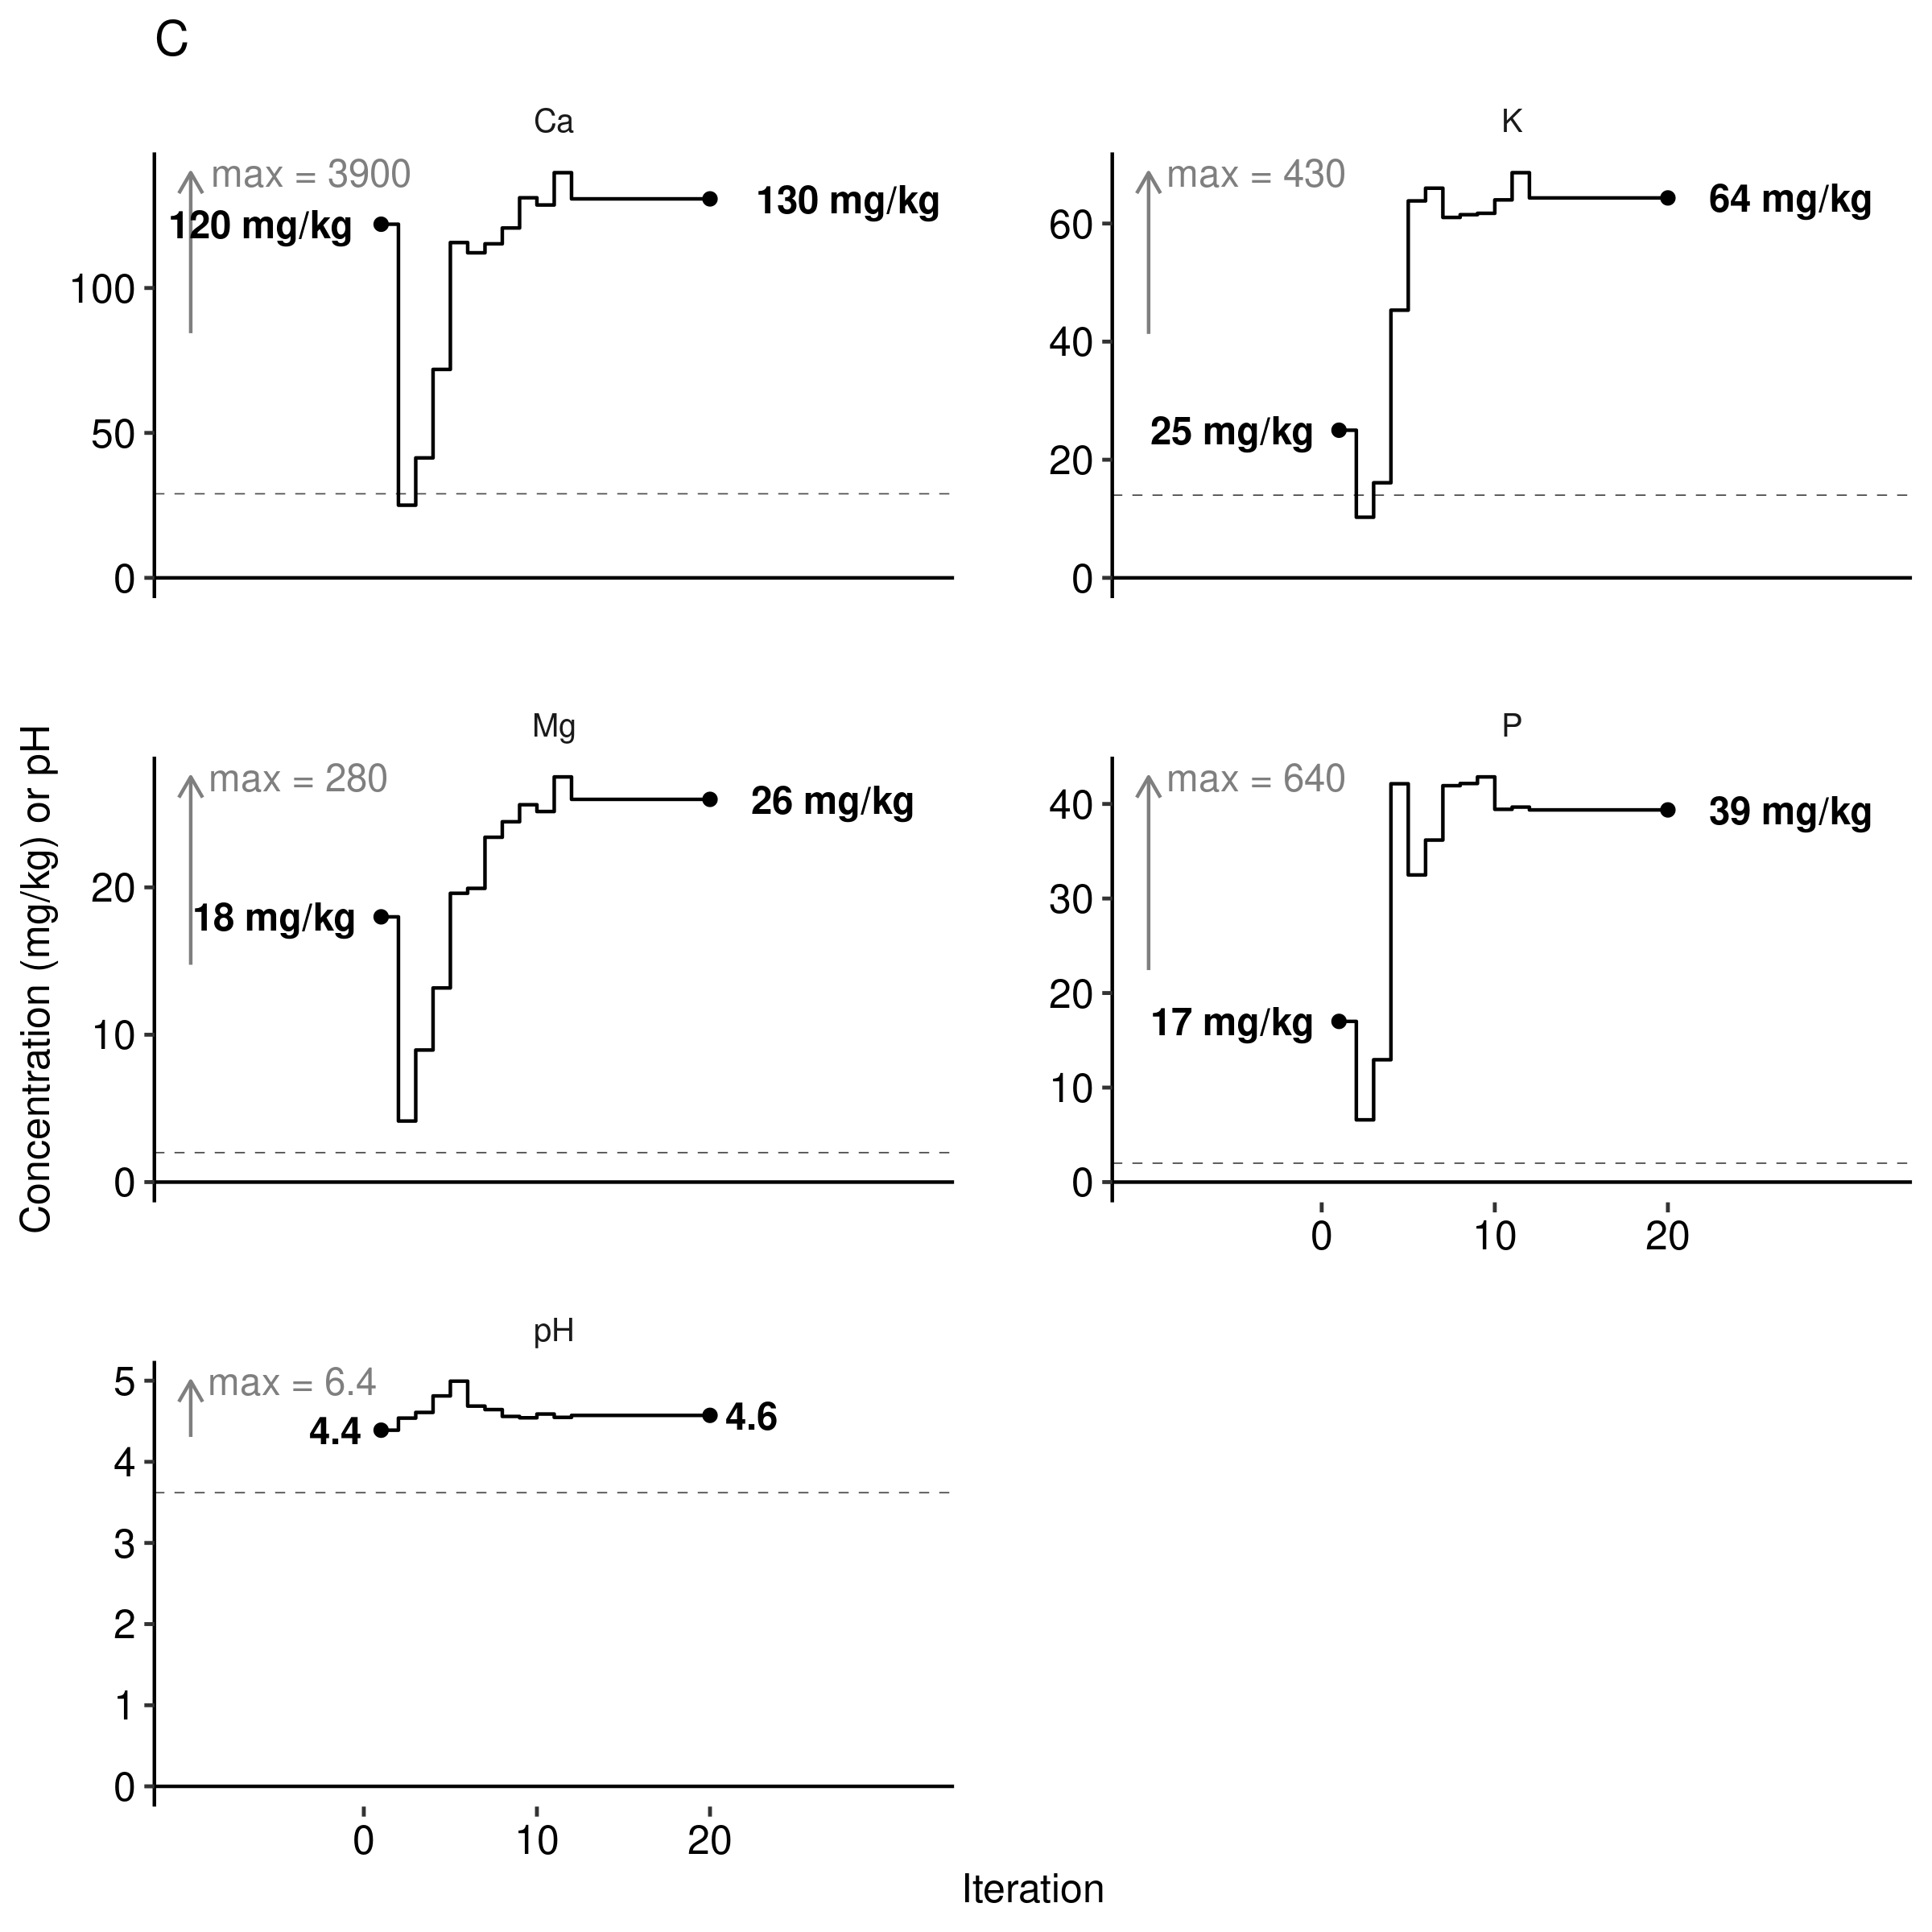 C
Ca
K
max = 3900
120 mg/kg
130 mg/kg
100
50
0
max = 430
64 mg/kg
25 mg/kg
60
40
20
0
Mg
P
max = 280
26 mg/kg
18 mg/kg
20
10
0
max = 640
39 mg/kg
17 mg/kg
40
30
20
10
0
0 10 20
pH
max = 6.4
4.4
4.6
5
4
3
2
1
0
0 10 20
Iteration
Concentration (mg/kg) or pH